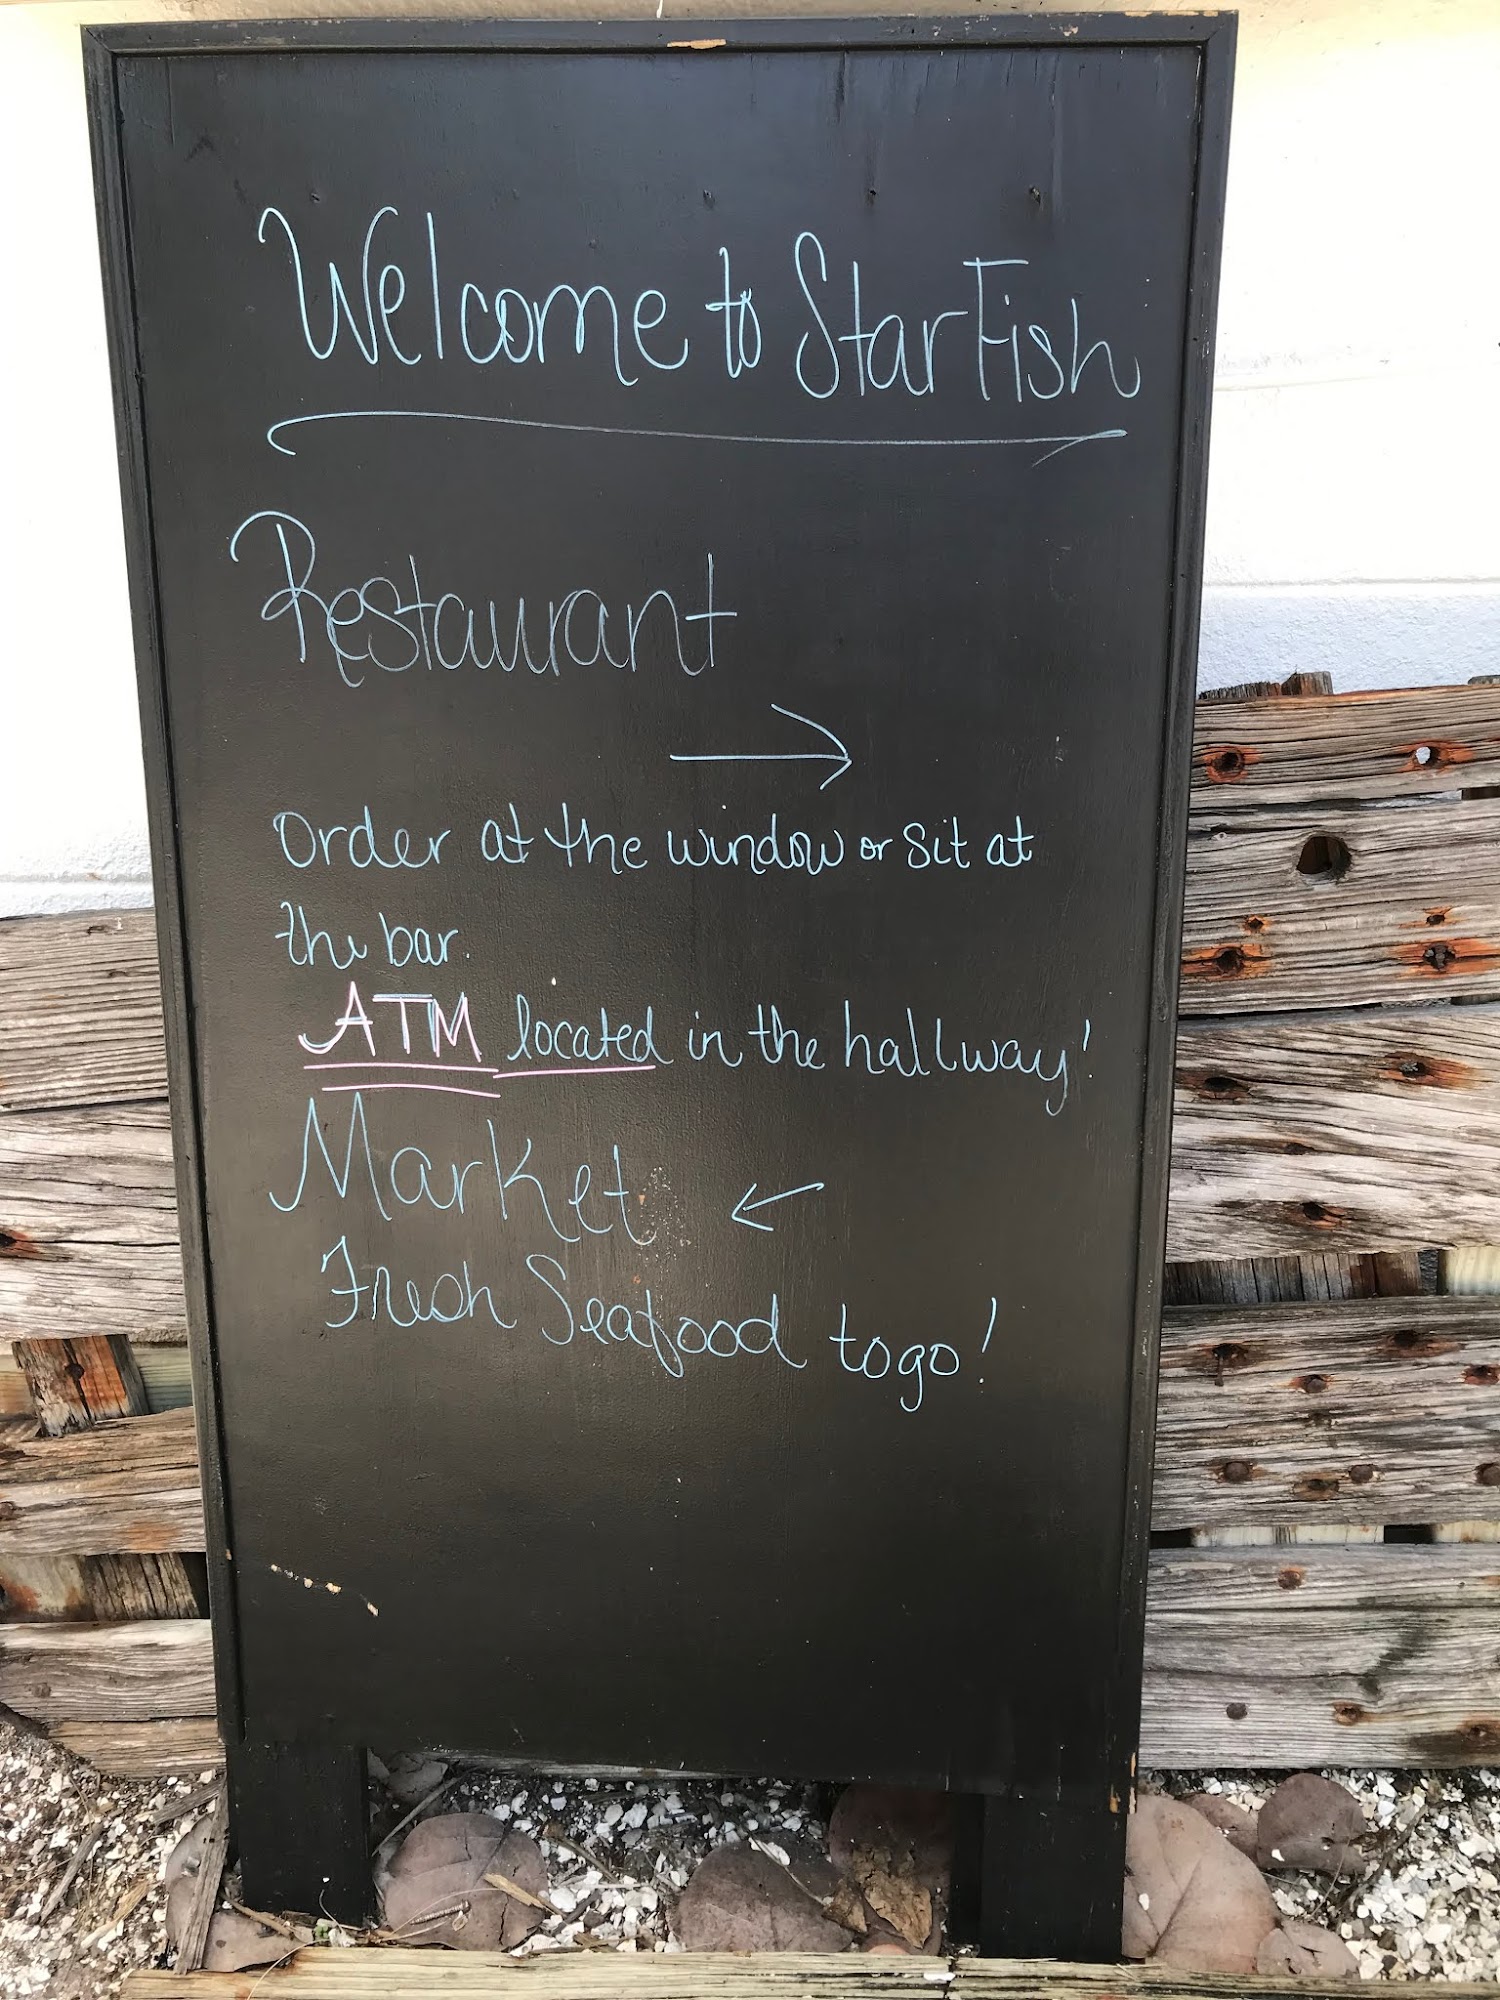 Welcome to StarFish
Restaurant
→
Order at the window or sit at
the bar.
ATM located in the hallway!
Market ←
Fresh Seafood to go!